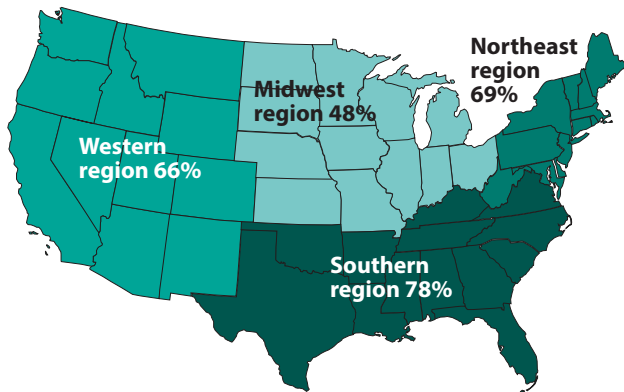 Northeast
region
69%
Midwest
region 48%
Western
region 66%
Southern
region 78%